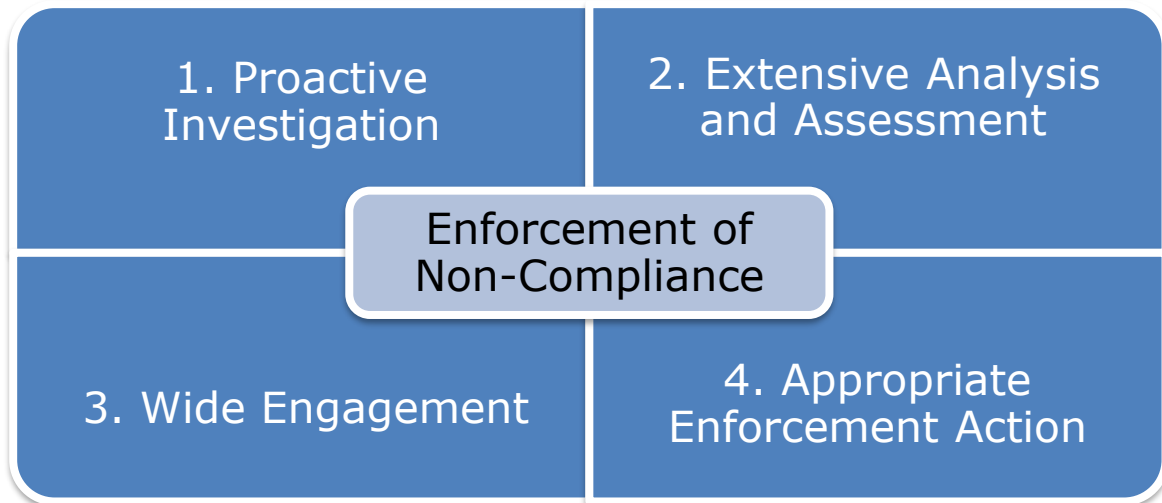 1. Proactive
Investigation
2. Extensive Analysis
and Assessment
Enforcement of
Non-Compliance
3. Wide Engagement
4. Appropriate
Enforcement Action